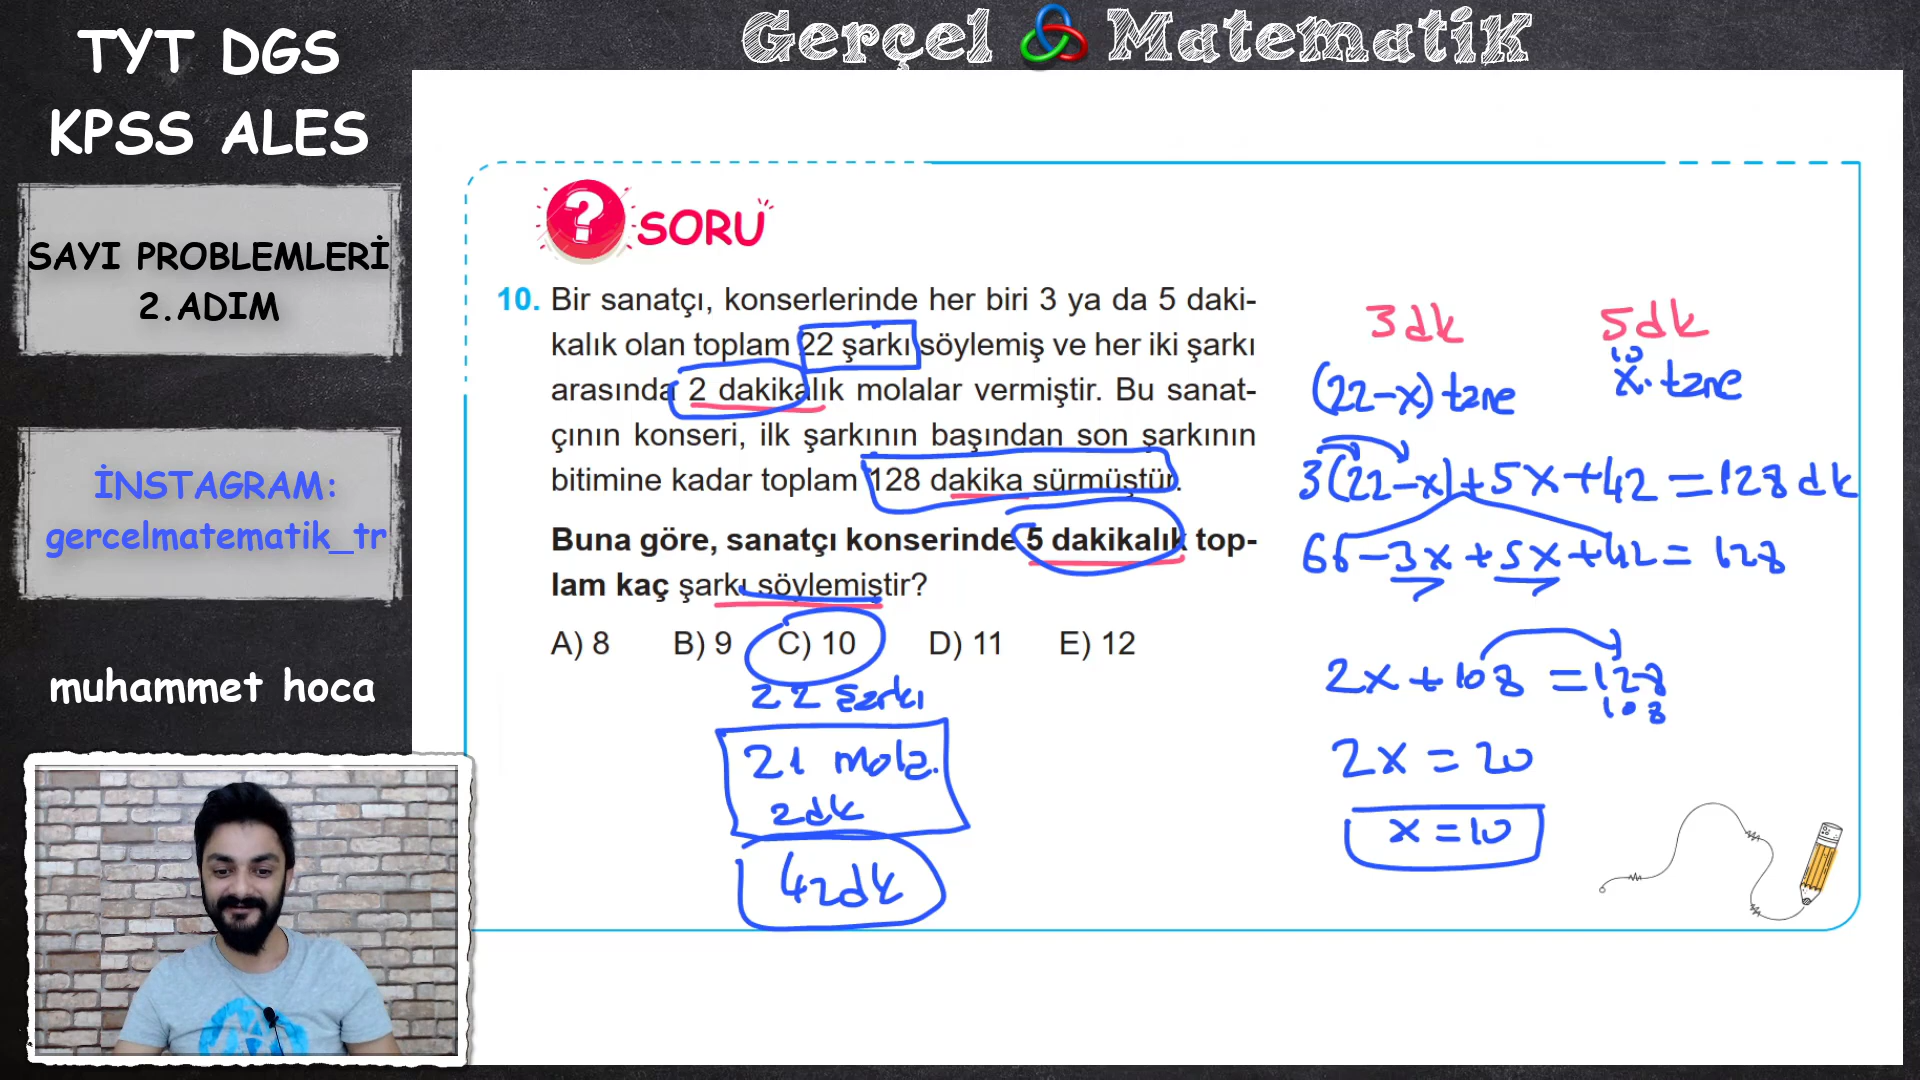 TYT DGS
KPSS ALES
Gerçel Matematik
SAYI PROBLEMLERİ
2.ADIM
İNSTAGRAM:
gercelmatematik_tr
muhammet hoca
? SORU
10. Bir sanatçı, konserlerinde her biri 3 ya da 5 daki-
kalık olan toplam 22 şarkı söylemiş ve her iki şarkı
arasında 2 dakikalık molalar vermiştir. Bu sanat-
çının konseri, ilk şarkının başından son şarkının
bitimine kadar toplam 128 dakika sürmüştür.
Buna göre, sanatçı konserinde 5 dakikalık top-
lam kaç şarkı söylemiştir?
A) 8 B) 9 C) 10 D) 11 E) 12
22 şarkı
21 mola.
2dk
42dk
3dk 5dk
10
(22-x) tane x. tane
3(22-x)+5x+42=128 dk
66-3x+5x+42=128
2x+108=128
108
2x=20
x=10